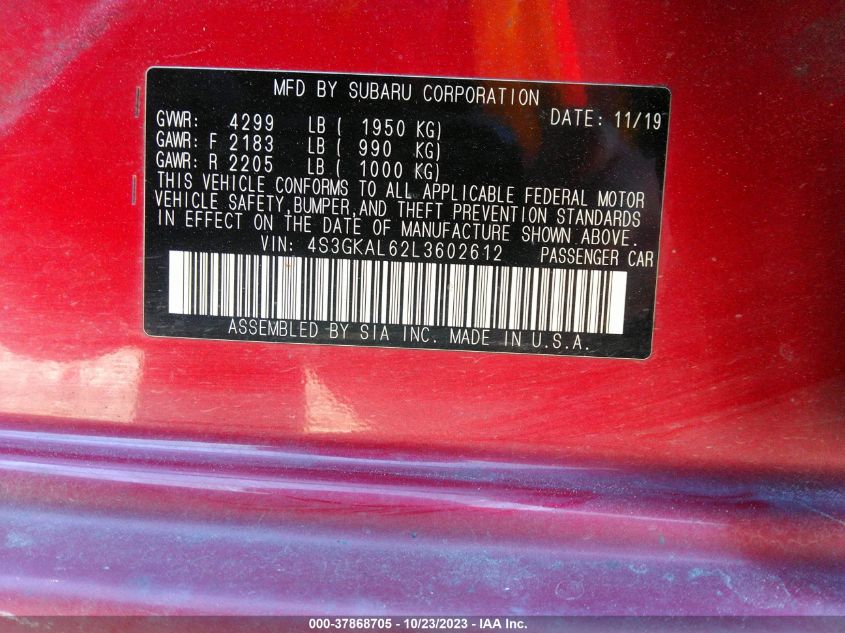 MFD BY SUBARU CORPORATION
GVWR: 4299 LB ( 1950 KG) DATE: 11/19
GAWR: F 2183 LB ( 990 KG)
GAWR: R 2205 LB ( 1000 KG)
THIS VEHICLE CONFORMS TO ALL APPLICABLE FEDERAL MOTOR
VEHICLE SAFETY,BUMPER,AND THEFT PREVENTION STANDARDS
IN EFFECT ON THE DATE OF MANUFACTURE SHOWN ABOVE.
VIN: 4S3GKAL62L3602612 PASSENGER CAR
ASSEMBLED BY SIA INC. MADE IN U.S.A.
000-37868705 - 10/23/2023 - IAA Inc.